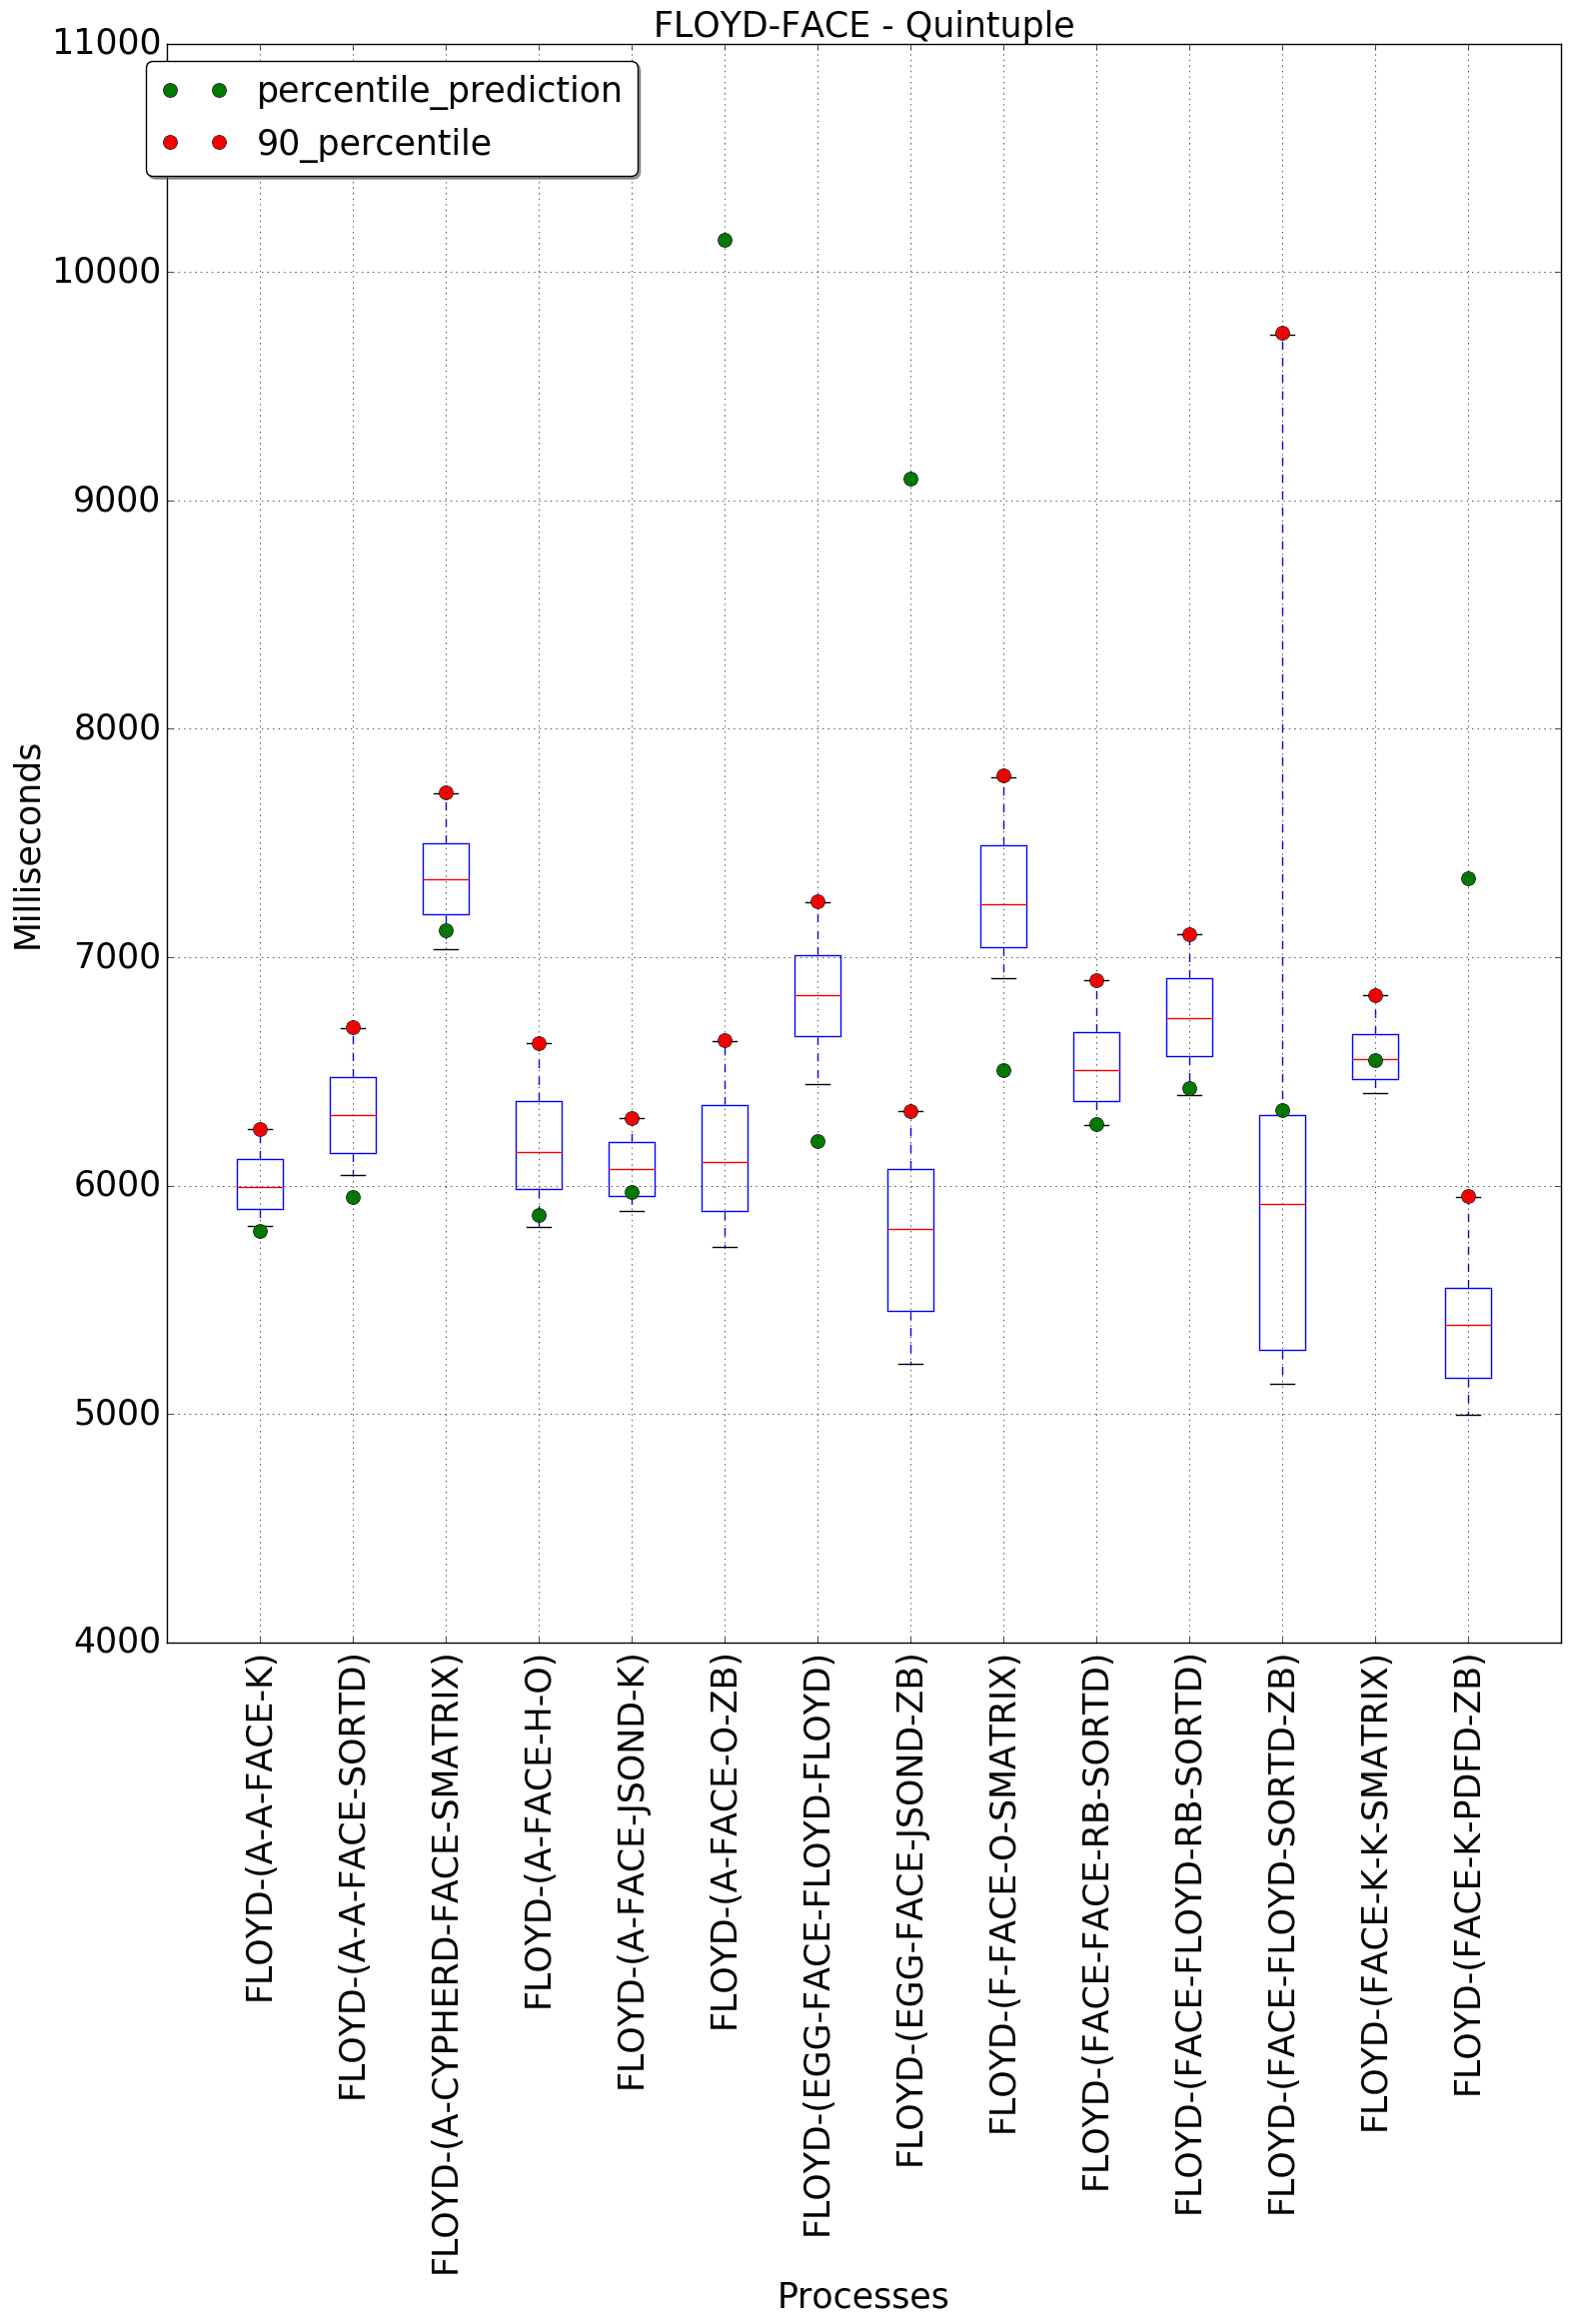 FLOYD-FACE - Quintuple
11000
percentile_prediction
90_percentile
10000
9000
8000
7000
6000
5000
4000
Milliseconds
FLOYD-(A-A-FACE-K)
FLOYD-(A-A-FACE-SORTD)
FLOYD-(A-CYPHERD-FACE-SMATRIX)
FLOYD-(A-FACE-H-O)
FLOYD-(A-FACE-JSOND-K)
FLOYD-(A-FACE-O-ZB)
FLOYD-(EGG-FACE-FLOYD-FLOYD)
FLOYD-(EGG-FACE-JSOND-ZB)
FLOYD-(F-FACE-O-SMATRIX)
FLOYD-(FACE-FACE-RB-SORTD)
FLOYD-(FACE-FLOYD-RB-SORTD)
FLOYD-(FACE-FLOYD-SORTD-ZB)
FLOYD-(FACE-K-K-SMATRIX)
FLOYD-(FACE-K-PDFD-ZB)
Processes